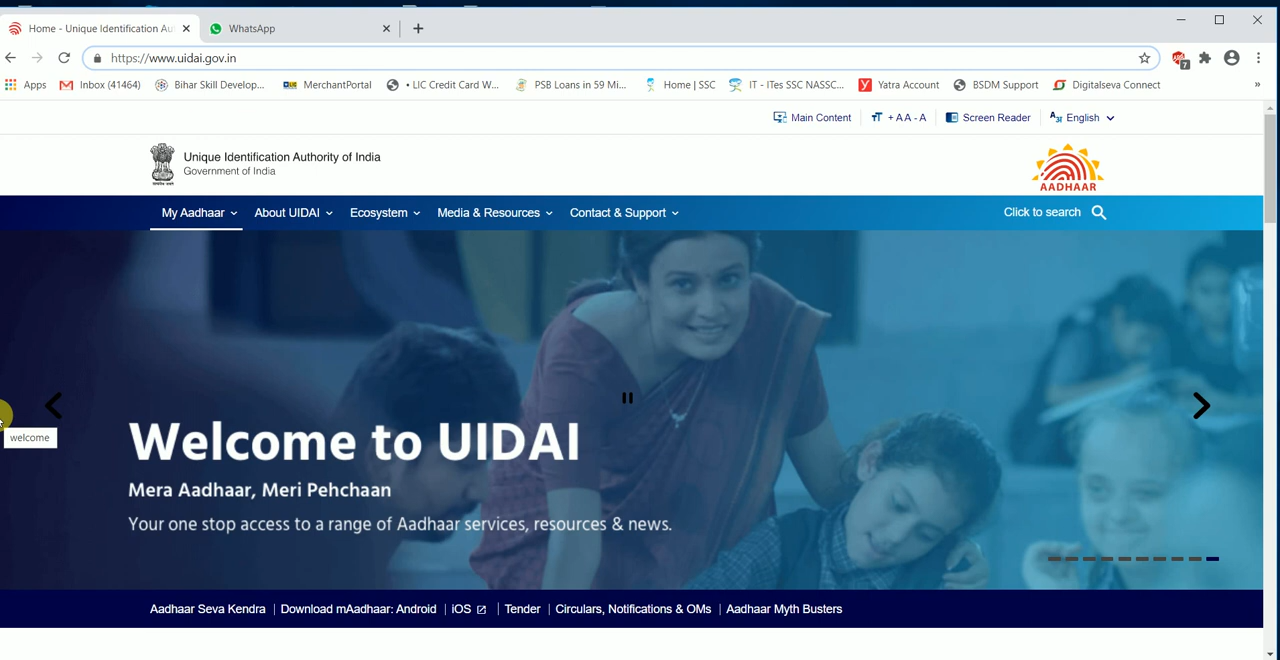 Home - Unique Identification Au
WhatsApp
https://www.uidai.gov.in
7
Apps
Inbox (41464)
Bihar Skill Develop...
MerchantPortal
• LIC Credit Card W...
PSB Loans in 59 Mi...
Home | SSC
IT - ITes SSC NASSC...
Yatra Account
BSDM Support
Digitalseva Connect
»
Main Content
+ A A - A
Screen Reader
English
Unique Identification Authority of India
Government of India
AADHAAR
My Aadhaar
About UIDAI
Ecosystem
Media & Resources
Contact & Support
Click to search
Welcome to UIDAI
welcome
Mera Aadhaar, Meri Pehchaan
Your one stop access to a range of Aadhaar services, resources & news.
Aadhaar Seva Kendra | Download mAadhaar: Android | iOS | Tender | Circulars, Notifications & OMs | Aadhaar Myth Busters